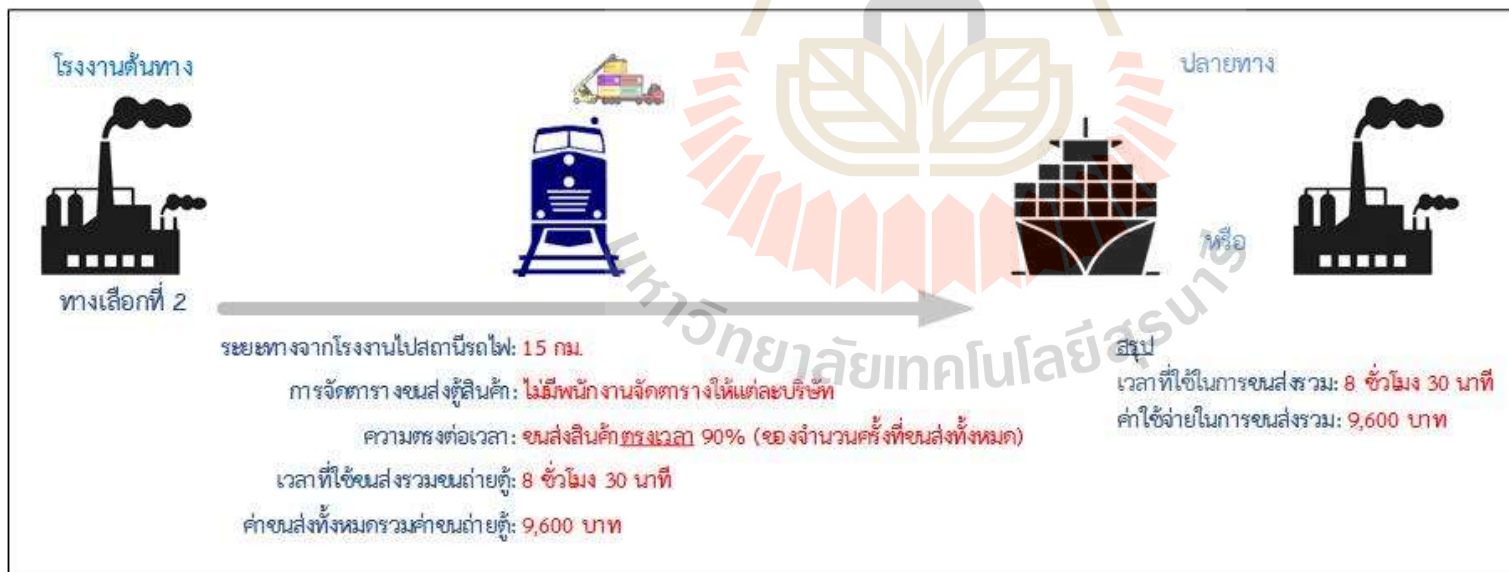 โรงงานต้นทาง
ปลายทาง
หรือ
ทางเลือกที่ 2
ระยะทางจากโรงงานไปสถานีรถไฟ: 15 กม.
การจัดตารางขนส่งตู้สินค้า: ไม่มีพนักงานจัดตารางให้แต่ละบริษัท
ความตรงต่อเวลา: ขนส่งสินค้าตรงเวลา 90% (ของจำนวนครั้งที่ขนส่งทั้งหมด)
เวลาที่ใช้ขนส่งรวมขนถ่ายตู้: 8 ชั่วโมง 30 นาที
ค่าขนส่งทั้งหมดรวมค่าขนถ่ายตู้: 9,600 บาท
สรุป
เวลาที่ใช้ในการขนส่งรวม: 8 ชั่วโมง 30 นาที
ค่าใช้จ่ายในการขนส่งรวม: 9,600 บาท
มหาวิทยาลัยเทคโนโลยีสุรนารี